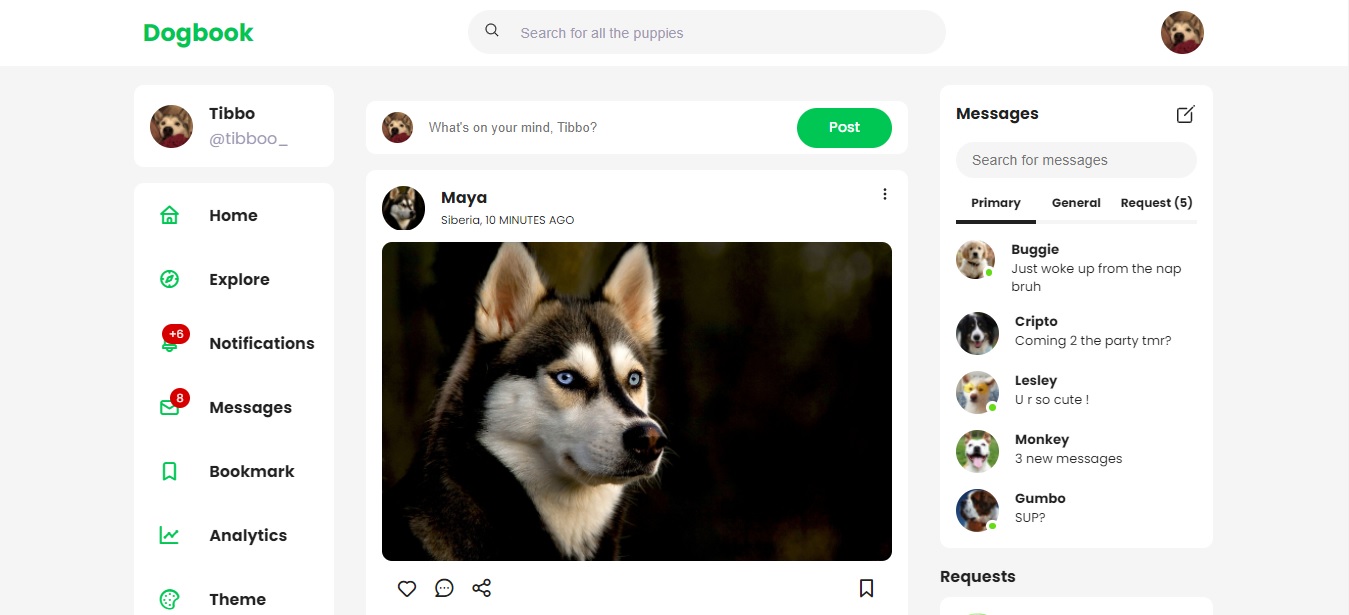 Dogbook
Search for all the puppies
Tibbo
@tibboo_
Home
Explore
+6
Notifications
8
Messages
Bookmark
Analytics
Theme
What's on your mind, Tibbo?
Post
Maya
Siberia, 10 MINUTES AGO
Messages
Search for messages
Primary General Request (5)
Buggie
Just woke up from the nap
bruh
Cripto
Coming 2 the party tmr?
Lesley
U r so cute !
Monkey
3 new messages
Gumbo
SUP?
Requests